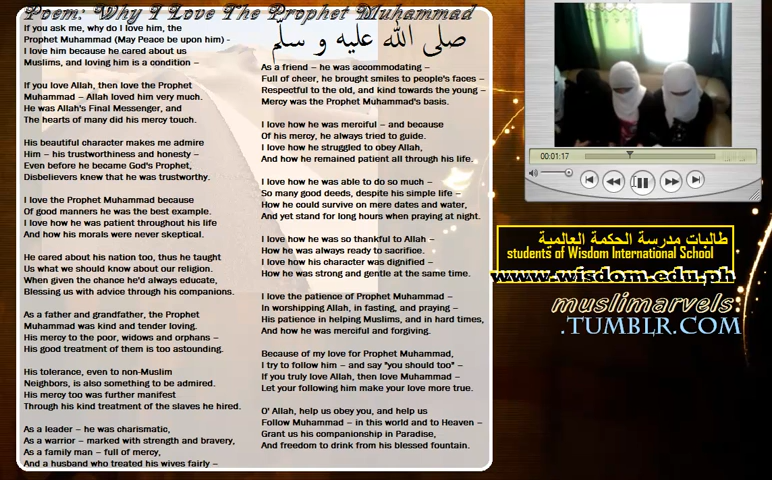 Poem: Why I Love The Prophet Muhammad
If you ask me, why do I love him, the
Prophet Muhammad (May Peace be upon him) -
I love him because he cared about us
Muslims, and loving him is a condition –
If you love Allah, then love the Prophet
Muhammad – Allah loved him very much.
He was Allah's Final Messenger, and
The hearts of many did his mercy touch.
His beautiful character makes me admire
Him – his trustworthiness and honesty –
Even before he became God's Prophet,
Disbelievers knew that he was trustworthy.
I love the Prophet Muhammad because
Of good manners he was the best example.
I love how he was patient throughout his life
And how his morals were never skeptical.
He cared about his nation too, thus he taught
Us what we should know about our religion.
When given the chance he'd always educate,
Blessing us with advice through his companions.
As a father and grandfather, the Prophet
Muhammad was kind and tender loving.
His mercy to the poor, widows and orphans –
His good treatment of them is too astounding.
His tolerance, even to non-Muslim
Neighbors, is also something to be admired.
His mercy too was further manifest
Through his kind treatment of the slaves he hired.
As a leader – he was charismatic,
As a warrior – marked with strength and bravery,
As a family man – full of mercy,
And a husband who treated his wives fairly –
صلى الله عليه و سلم
As a friend – he was accommodating –
Full of cheer, he brought smiles to people's faces –
Respectful to the old, and kind towards the young –
Mercy was the Prophet Muhammad's basis.
I love how he was merciful – and because
Of his mercy, he always tried to guide.
I love how he struggled to obey Allah,
And how he remained patient all through his life.
I love how he was able to do so much –
So many good deeds, despite his simple life –
How he could survive on mere dates and water,
And yet stand for long hours when praying at night.
I love how he was so thankful to Allah –
How he was always ready to sacrifice.
I love how his character was dignified –
How he was strong and gentle at the same time.
I love the patience of Prophet Muhammad –
In worshipping Allah, in fasting, and praying –
His patience in helping Muslims, and in hard times,
And how he was merciful and forgiving.
Because of my love for Prophet Muhammad,
I try to follow him – and say "you should too" –
If you truly love Allah, then love Muhammad –
Let your following him make your love more true.
O' Allah, help us obey you, and help us
Follow Muhammad – in this world and to Heaven –
Grant us his companionship in Paradise,
And freedom to drink from his blessed fountain.
00:01:17
طالبات مدرسة الحكمة العالمية
students of Wisdom International School
www.wisdom.edu.ph
muslimarvels
.TUMBLR.COM